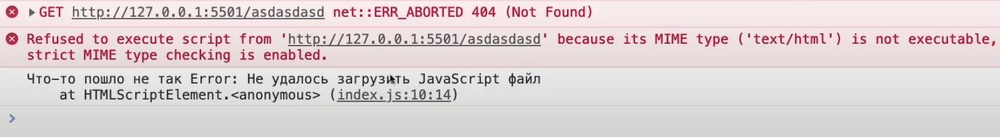 GET http://127.0.0.1:5501/asdasdasd net::ERR_ABORTED 404 (Not Found)
Refused to execute script from 'http://127.0.0.1:5501/asdasdasd' because its MIME type ('text/html') is not executable,
strict MIME type checking is enabled.
Что-то пошло не так Error: Не удалось загрузить JavaScript файл
at HTMLScriptElement.<anonymous> (index.js:10:14)